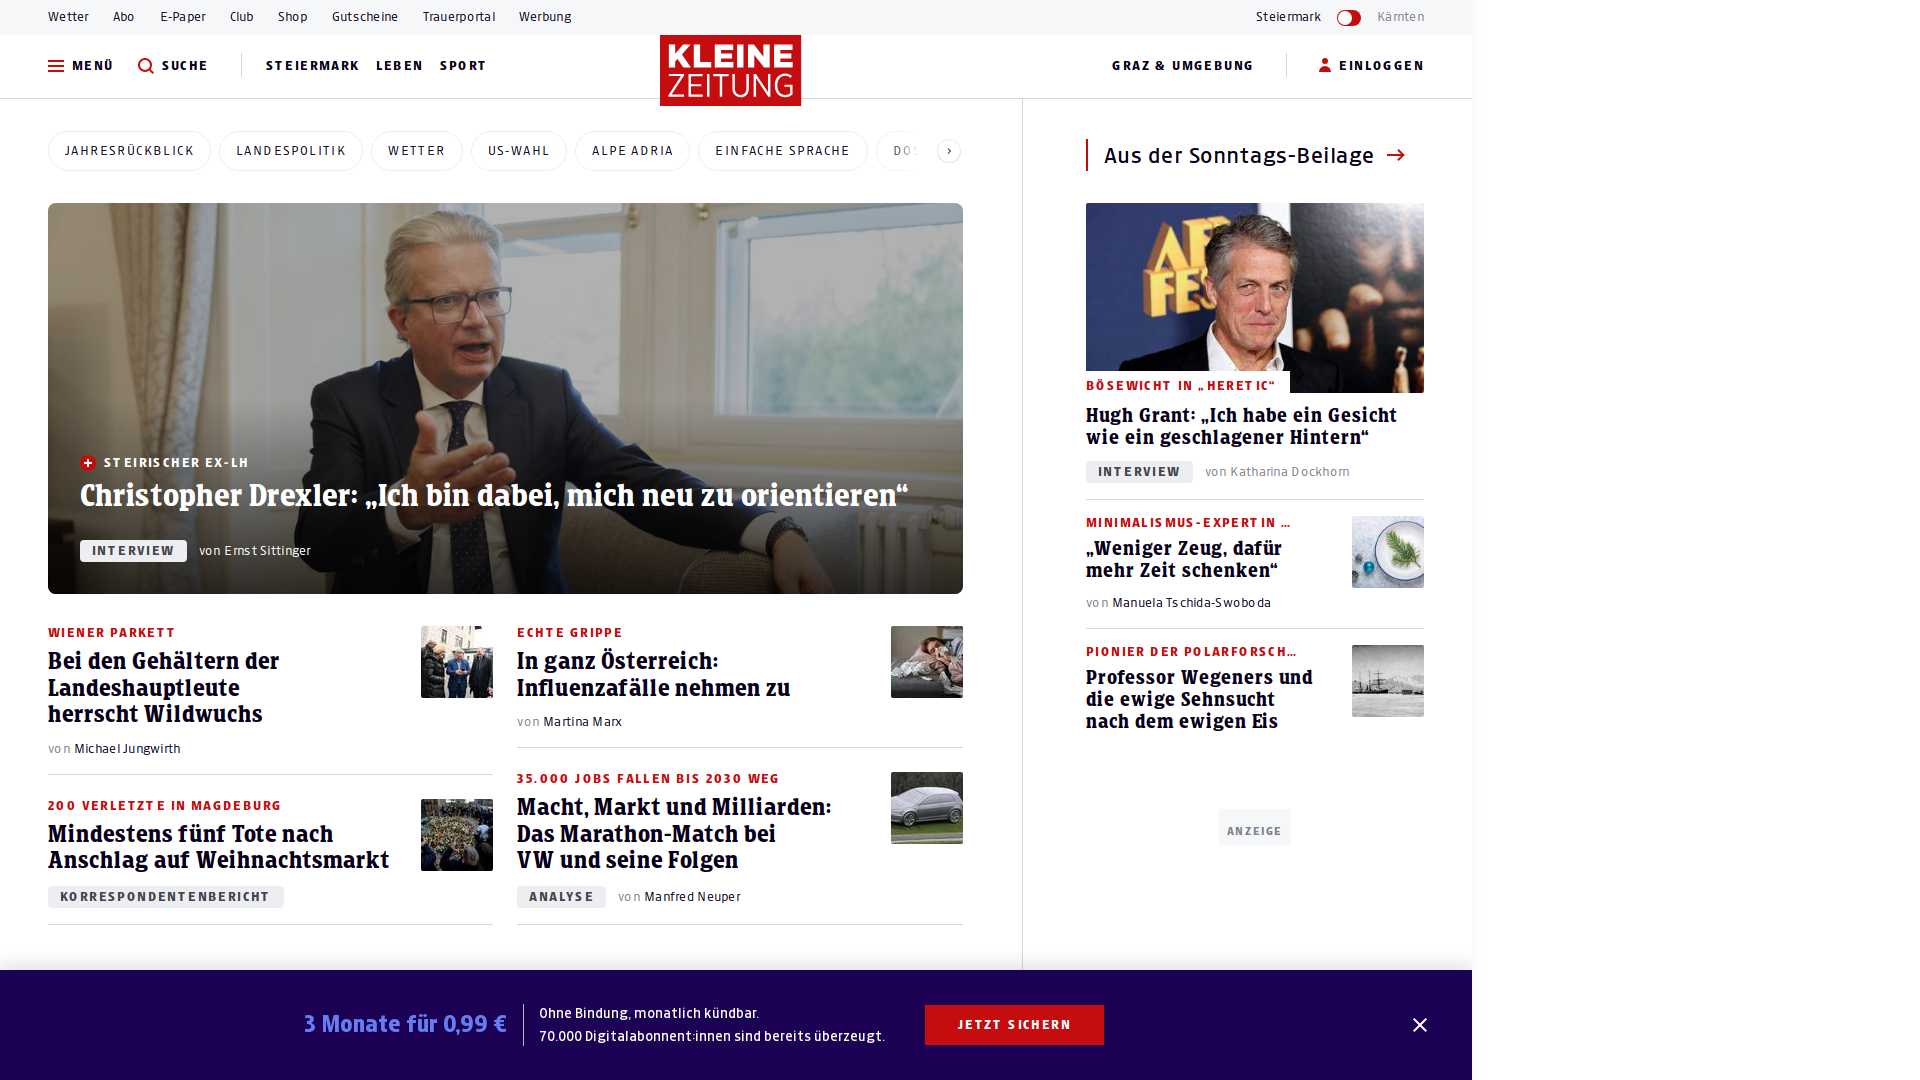 Wetter Abo E-Paper Club Shop Gutscheine Trauerportal Werbung Steiermark Kärnten
MENÜ SUCHE STEIERMARK LEBEN SPORT KLEINE ZEITUNG GRAZ & UMGEBUNG EINLOGGEN
JAHRESRÜCKBLICK LANDESPOLITIK WETTER US-WAHL ALPE ADRIA EINFACHE SPRACHE
STEIRISCHER EX-LH
Christopher Drexler: „Ich bin dabei, mich neu zu orientieren“
INTERVIEW von Ernst Sittinger
WIENER PARKETT
Bei den Gehältern der
Landeshauptleute
herrscht Wildwuchs
von Michael Jungwirth
200 VERLETZTE IN MAGDEBURG
Mindestens fünf Tote nach
Anschlag auf Weihnachtsmarkt
KORRESPONDENTENBERICHT
ECHTE GRIPPE
In ganz Österreich:
Influenzafälle nehmen zu
von Martina Marx
35.000 JOBS FALLEN BIS 2030 WEG
Macht, Markt und Milliarden:
Das Marathon-Match bei
VW und seine Folgen
ANALYSE von Manfred Neuper
Aus der Sonntags-Beilage
BÖSEWICHT IN „HERETIC“
Hugh Grant: „Ich habe ein Gesicht
wie ein geschlagener Hintern“
INTERVIEW von Katharina Dockhorn
MINIMALISMUS-EXPERTIN ...
„Weniger Zeug, dafür
mehr Zeit schenken“
von Manuela Tschida-Swoboda
PIONIER DER POLARFORSCH...
Professor Wegeners und
die ewige Sehnsucht
nach dem ewigen Eis
ANZEIGE
3 Monate für 0,99 €
Ohne Bindung, monatlich kündbar.
70.000 Digitalabonnent:innen sind bereits überzeugt.
JETZT SICHERN